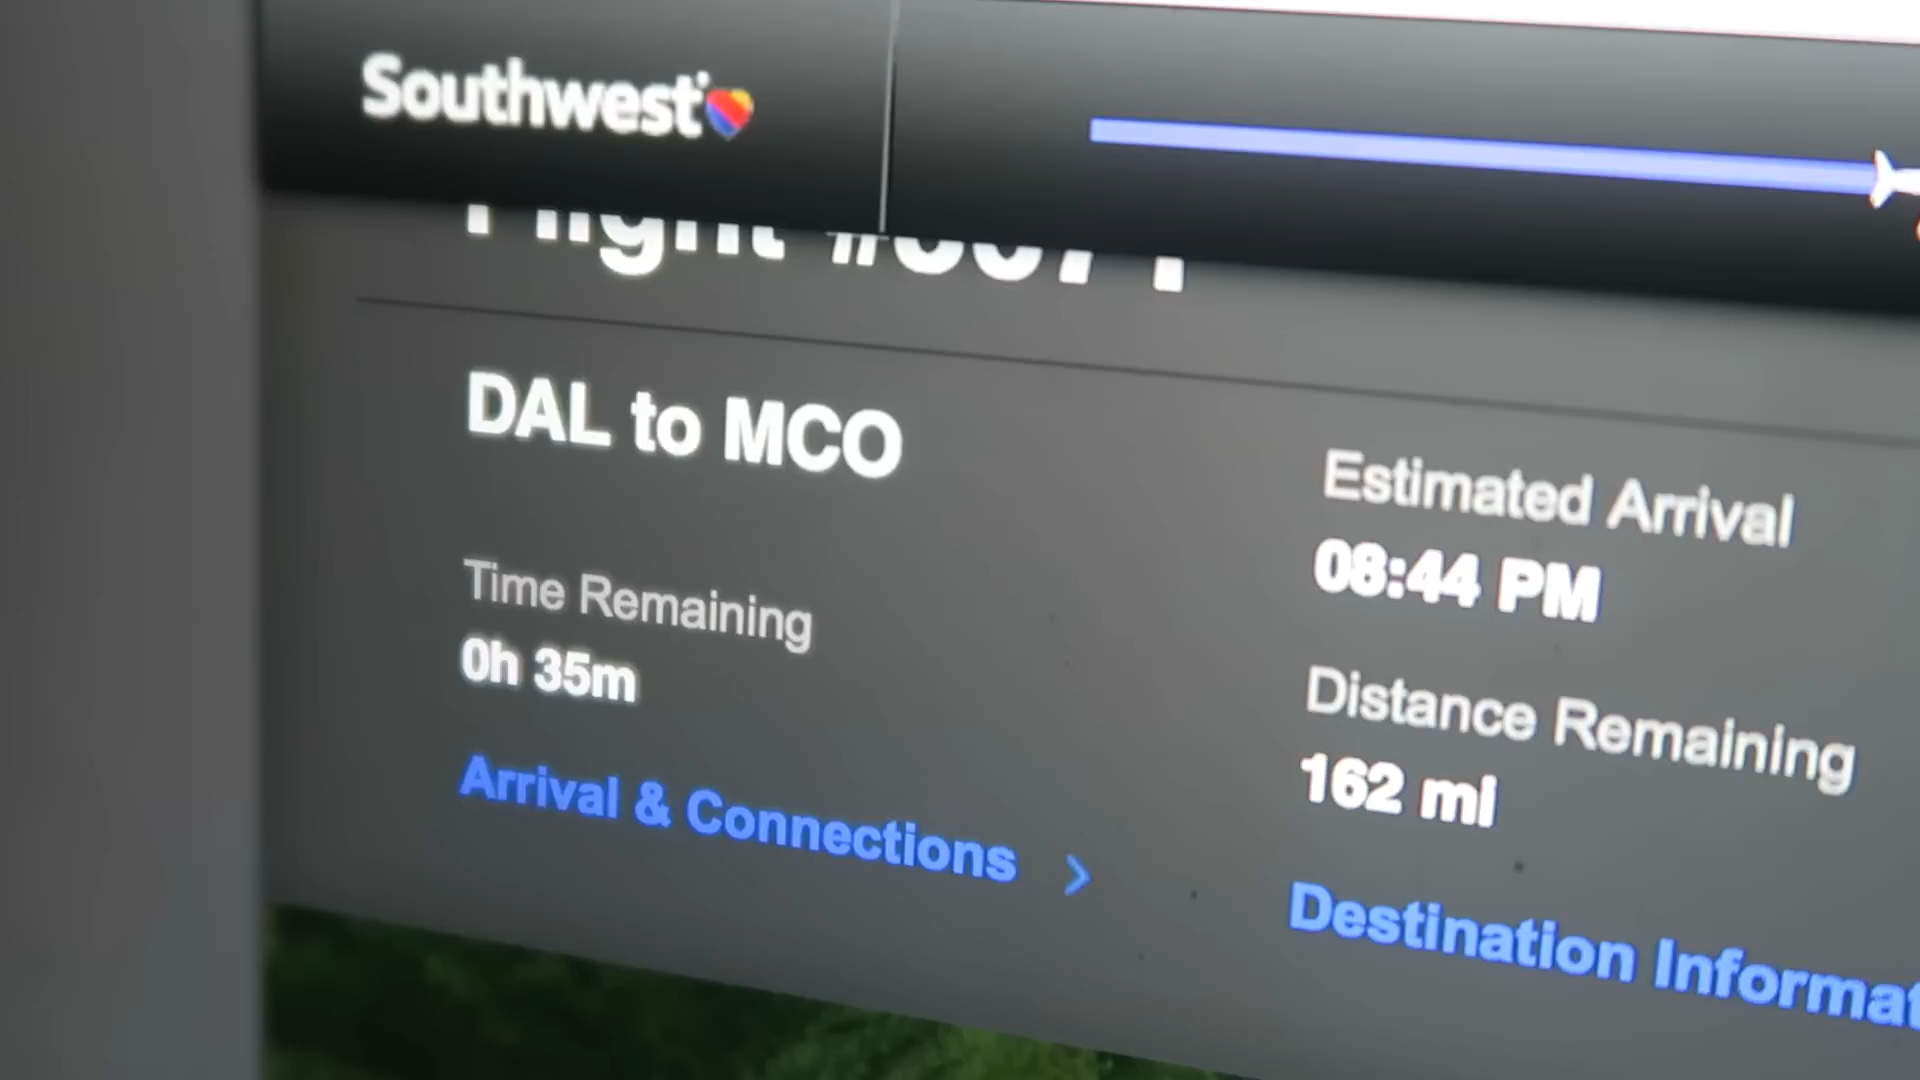 Southwest
Flight
DAL to MCO
Estimated Arrival
08:44 PM
Time Remaining
0h 35m
Distance Remaining
162 mi
Arrival & Connections >
Destination